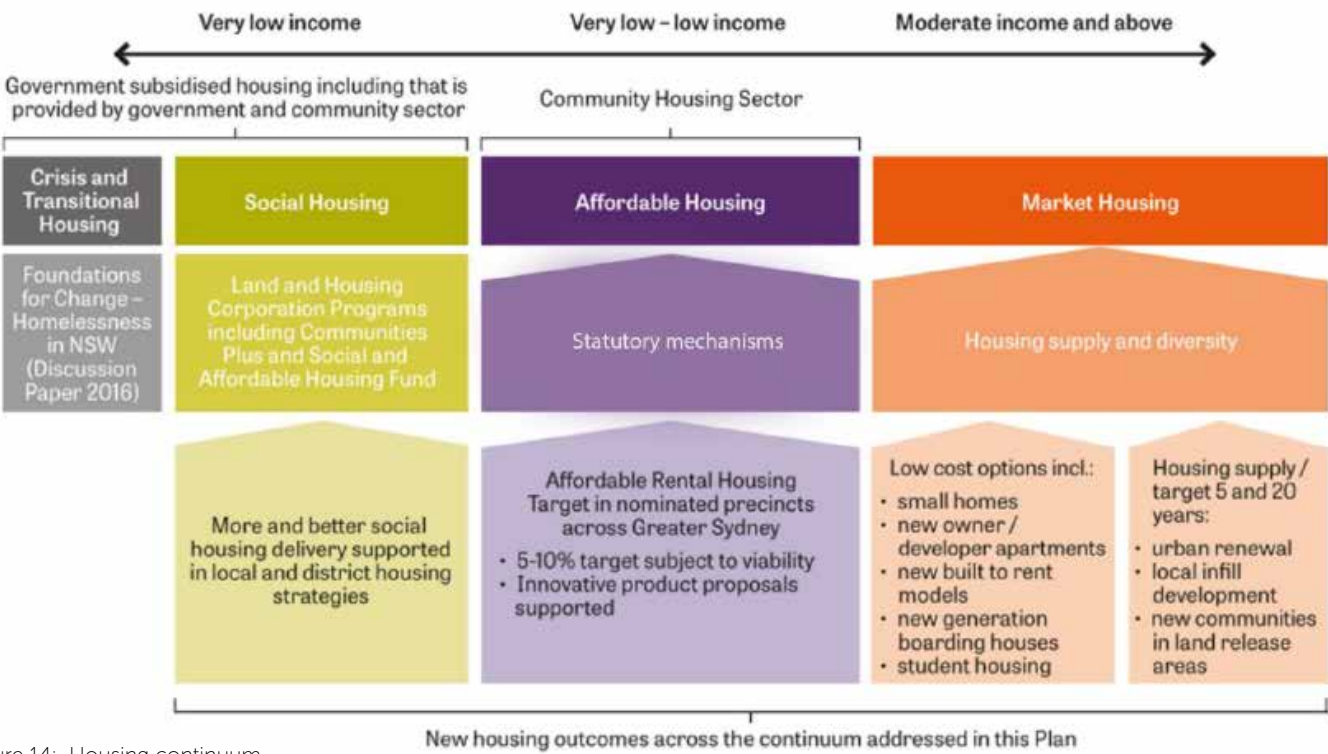 Very low income
Very low – low income
Moderate income and above
Government subsidised housing including that is
provided by government and community sector
Community Housing Sector
Crisis and
Transitional
Housing
Social Housing
Affordable Housing
Market Housing
Foundations
for Change –
Homelessness
in NSW
(Discussion
Paper 2016)
Land and Housing
Corporation Programs
including Communities
Plus and Social and
Affordable Housing Fund
Statutory mechanisms
Housing supply and diversity
More and better social
housing delivery supported
in local and district housing
strategies
Affordable Rental Housing
Target in nominated precincts
across Greater Sydney
• 5-10% target subject to viability
• Innovative product proposals
supported
Low cost options incl.:
• small homes
• new owner /
developer apartments
• new built to rent
models
• new generation
boarding houses
• student housing
Housing supply /
target 5 and 20
years:
• urban renewal
• local infill
development
• new communities
in land release
areas
New housing outcomes across the continuum addressed in this Plan
14: Housing continuum